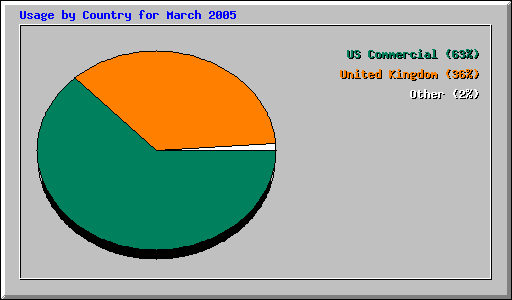 Usage by Country for March 2005
US Commercial (63%)
United Kingdom (36%)
Other (2%)